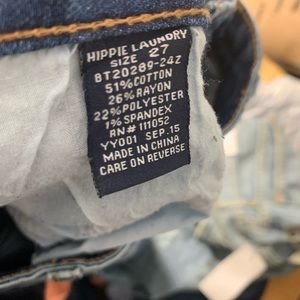 HIPPIE LAUNDRY
SIZE 27
BT20289-24Z
51%COTTON
26%RAYON
22%POLYESTER
1%SPANDEX
RN#111052
YY001 SEP.15
MADE IN CHINA
CARE ON REVERSE